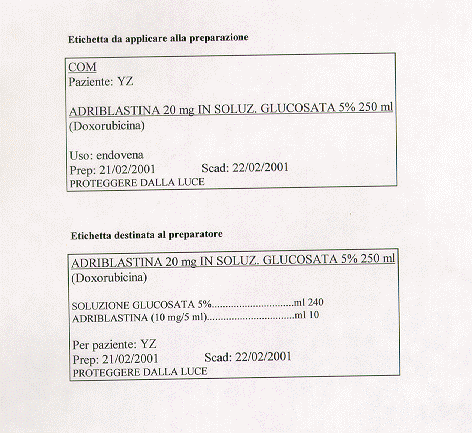 Etichetta da applicare alla preparazione
COM
Paziente: YZ
ADRIBLASTINA 20 mg IN SOLUZ. GLUCOSATA 5% 250 ml
(Doxorubicina)
Uso: endovena
Prep: 21/02/2001 Scad: 22/02/2001
PROTEGGERE DALLA LUCE
Etichetta destinata al preparatore
ADRIBLASTINA 20 mg IN SOLUZ. GLUCOSATA 5% 250 ml
(Doxorubicina)
SOLUZIONE GLUCOSATA 5%............................ml 240
ADRIBLASTINA (10 mg/5 ml)..............................ml 10
Per paziente: YZ
Prep: 21/02/2001 Scad: 22/02/2001
PROTEGGERE DALLA LUCE